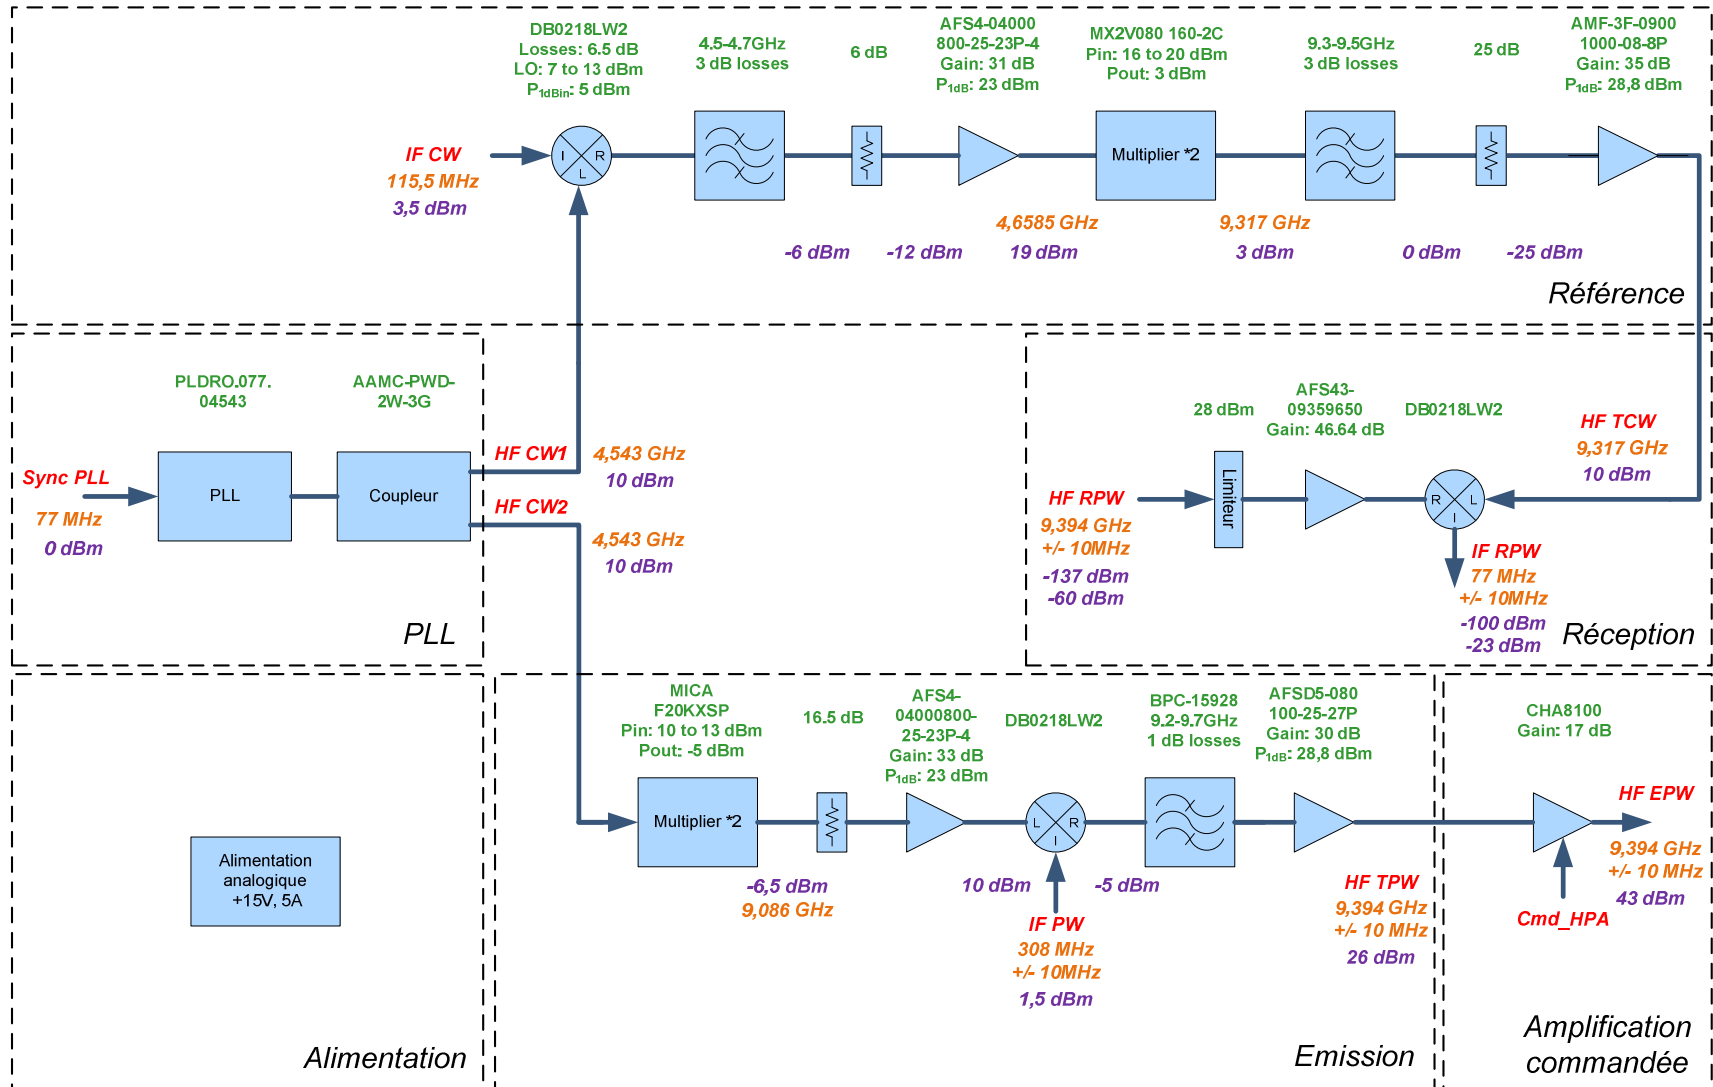 DB0218LW2
Losses: 6.5 dB
LO: 7 to 13 dBm
P1dBin: 5 dBm
4.5-4.7GHz
3 dB losses
6 dB
AFS4-04000
800-25-23P-4
Gain: 31 dB
P1dB: 23 dBm
MX2V080 160-2C
Pin: 16 to 20 dBm
Pout: 3 dBm
9.3-9.5GHz
3 dB losses
25 dB
AMF-3F-0900
1000-08-8P
Gain: 35 dB
P1dB: 28,8 dBm
IF CW
115,5 MHz
3,5 dBm
I
R
L
Multiplier *2
-6 dBm
-12 dBm
4,6585 GHz
19 dBm
9,317 GHz
3 dBm
0 dBm
-25 dBm
Référence
PLDRO.077.
04543
AAMC-PWD-
2W-3G
Sync PLL
77 MHz
0 dBm
PLL
Coupleur
HF CW1
4,543 GHz
10 dBm
HF CW2
4,543 GHz
10 dBm
PLL
28 dBm
AFS43-
09359650
Gain: 46.64 dB
DB0218LW2
HF TCW
9,317 GHz
10 dBm
HF RPW
9,394 GHz
+/- 10MHz
-137 dBm
-60 dBm
Limiteur
R
L
I
IF RPW
77 MHz
+/- 10MHz
-100 dBm
-23 dBm
Réception
Alimentation
analogique
+15V, 5A
Alimentation
MICA
F20KXSP
Pin: 10 to 13 dBm
Pout: -5 dBm
16.5 dB
AFS4-
04000800-
25-23P-4
Gain: 33 dB
P1dB: 23 dBm
DB0218LW2
BPC-15928
9.2-9.7GHz
1 dB losses
AFSD5-080
100-25-27P
Gain: 30 dB
P1dB: 28,8 dBm
Multiplier *2
L
R
I
-6,5 dBm
9,086 GHz
10 dBm
-5 dBm
IF PW
308 MHz
+/- 10MHz
1,5 dBm
HF TPW
9,394 GHz
+/- 10 MHz
26 dBm
Emission
CHA8100
Gain: 17 dB
HF EPW
9,394 GHz
+/- 10 MHz
43 dBm
Cmd_HPA
Amplification
commandée